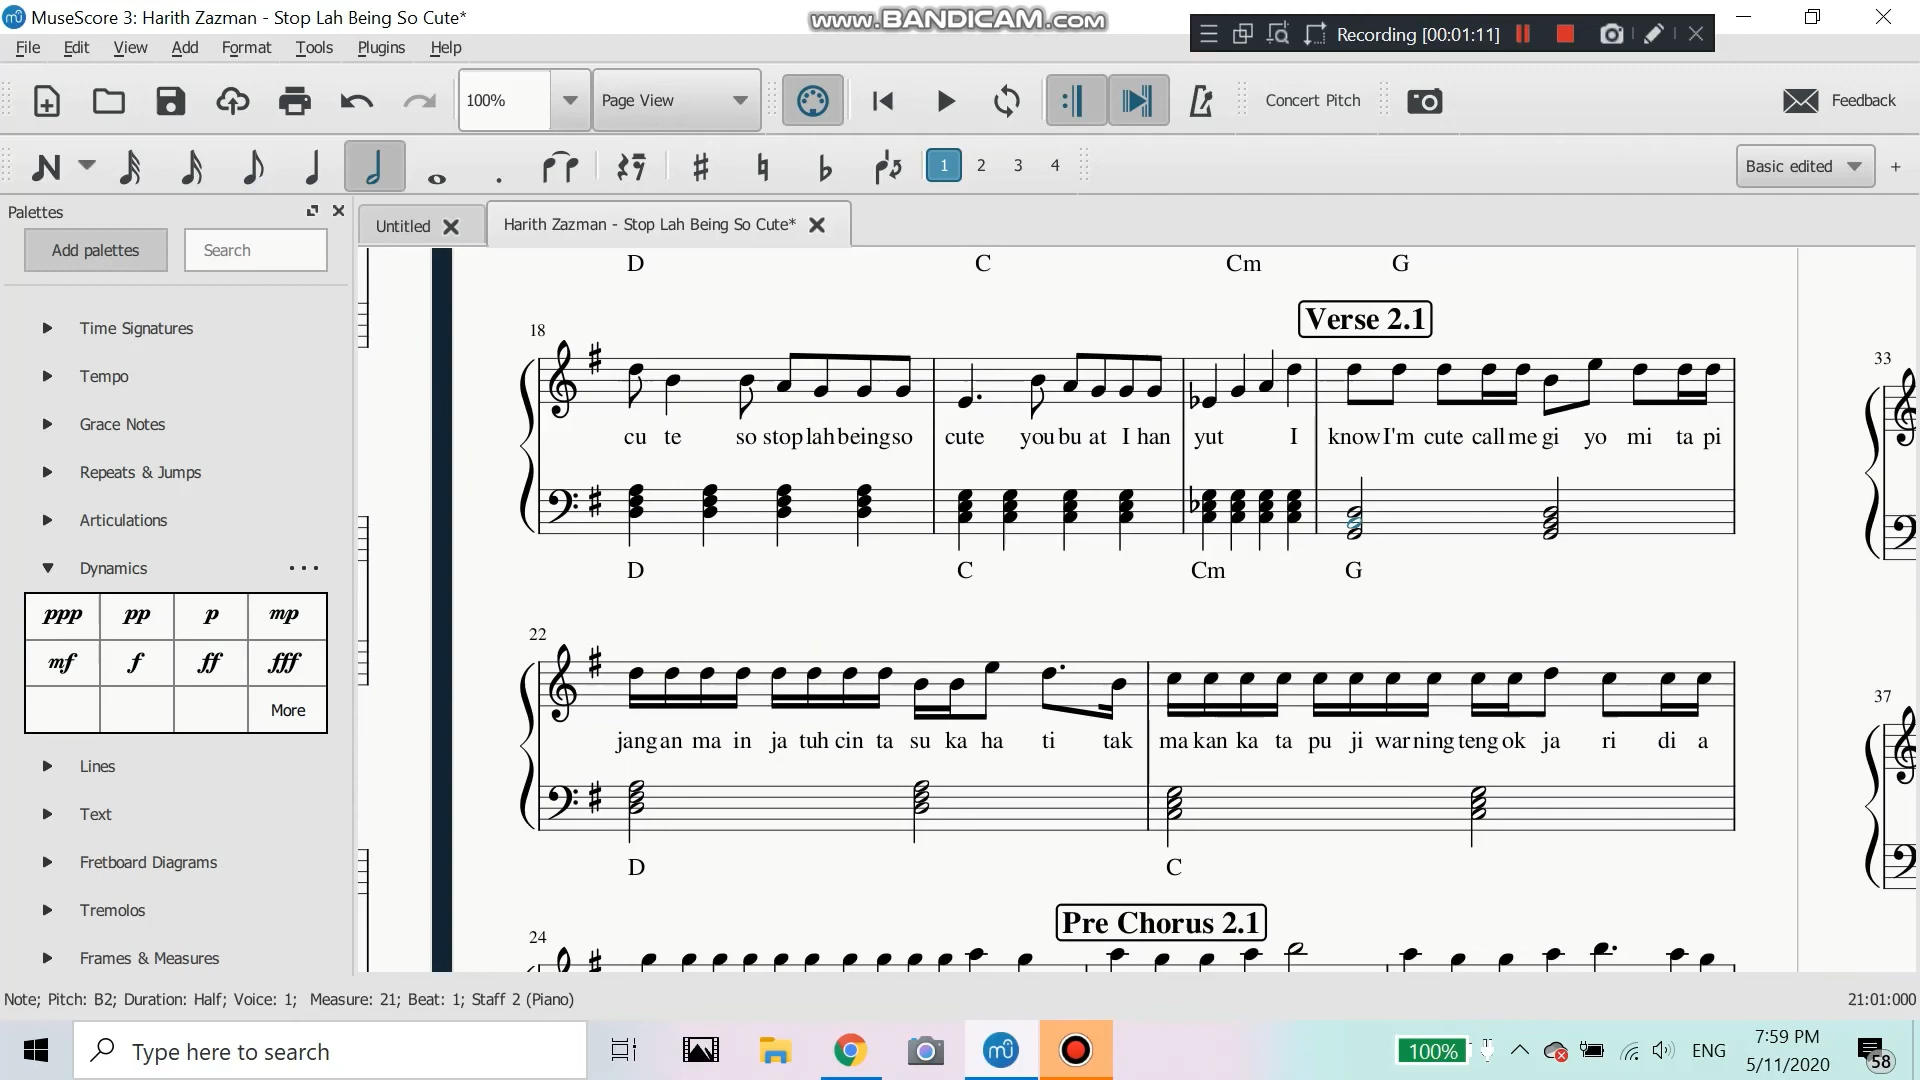 MuseScore 3: Harith Zazman - Stop Lah Being So Cute*
www.BANDICAM.com
Recording [00:01:11]
File Edit View Add Format Tools Plugins Help
100% Page View Concert Pitch Feedback
1 2 3 4 Basic edited +
Palettes
Add palettes Search
Untitled Harith Zazman - Stop Lah Being So Cute*
Time Signatures
Tempo
Grace Notes
Repeats & Jumps
Articulations
Dynamics ...
ppp pp p mp
mf f ff fff
More
Lines
Text
Fretboard Diagrams
Tremolos
Frames & Measures
D C Cm G
Verse 2.1
18
33
cu te so stop lah being so cute you bu at I han yut I know I'm cute call me gi yo mi ta pi
D C Cm G
22
37
jang an ma in ja tuh cin ta su ka ha ti tak ma kan ka ta pu ji war ning teng ok ja ri di a
D C
Pre Chorus 2.1
24
Note; Pitch: B2; Duration: Half; Voice: 1; Measure: 21; Beat: 1; Staff 2 (Piano) 21:01:000
Type here to search
100% ENG
7:59 PM
5/11/2020
58